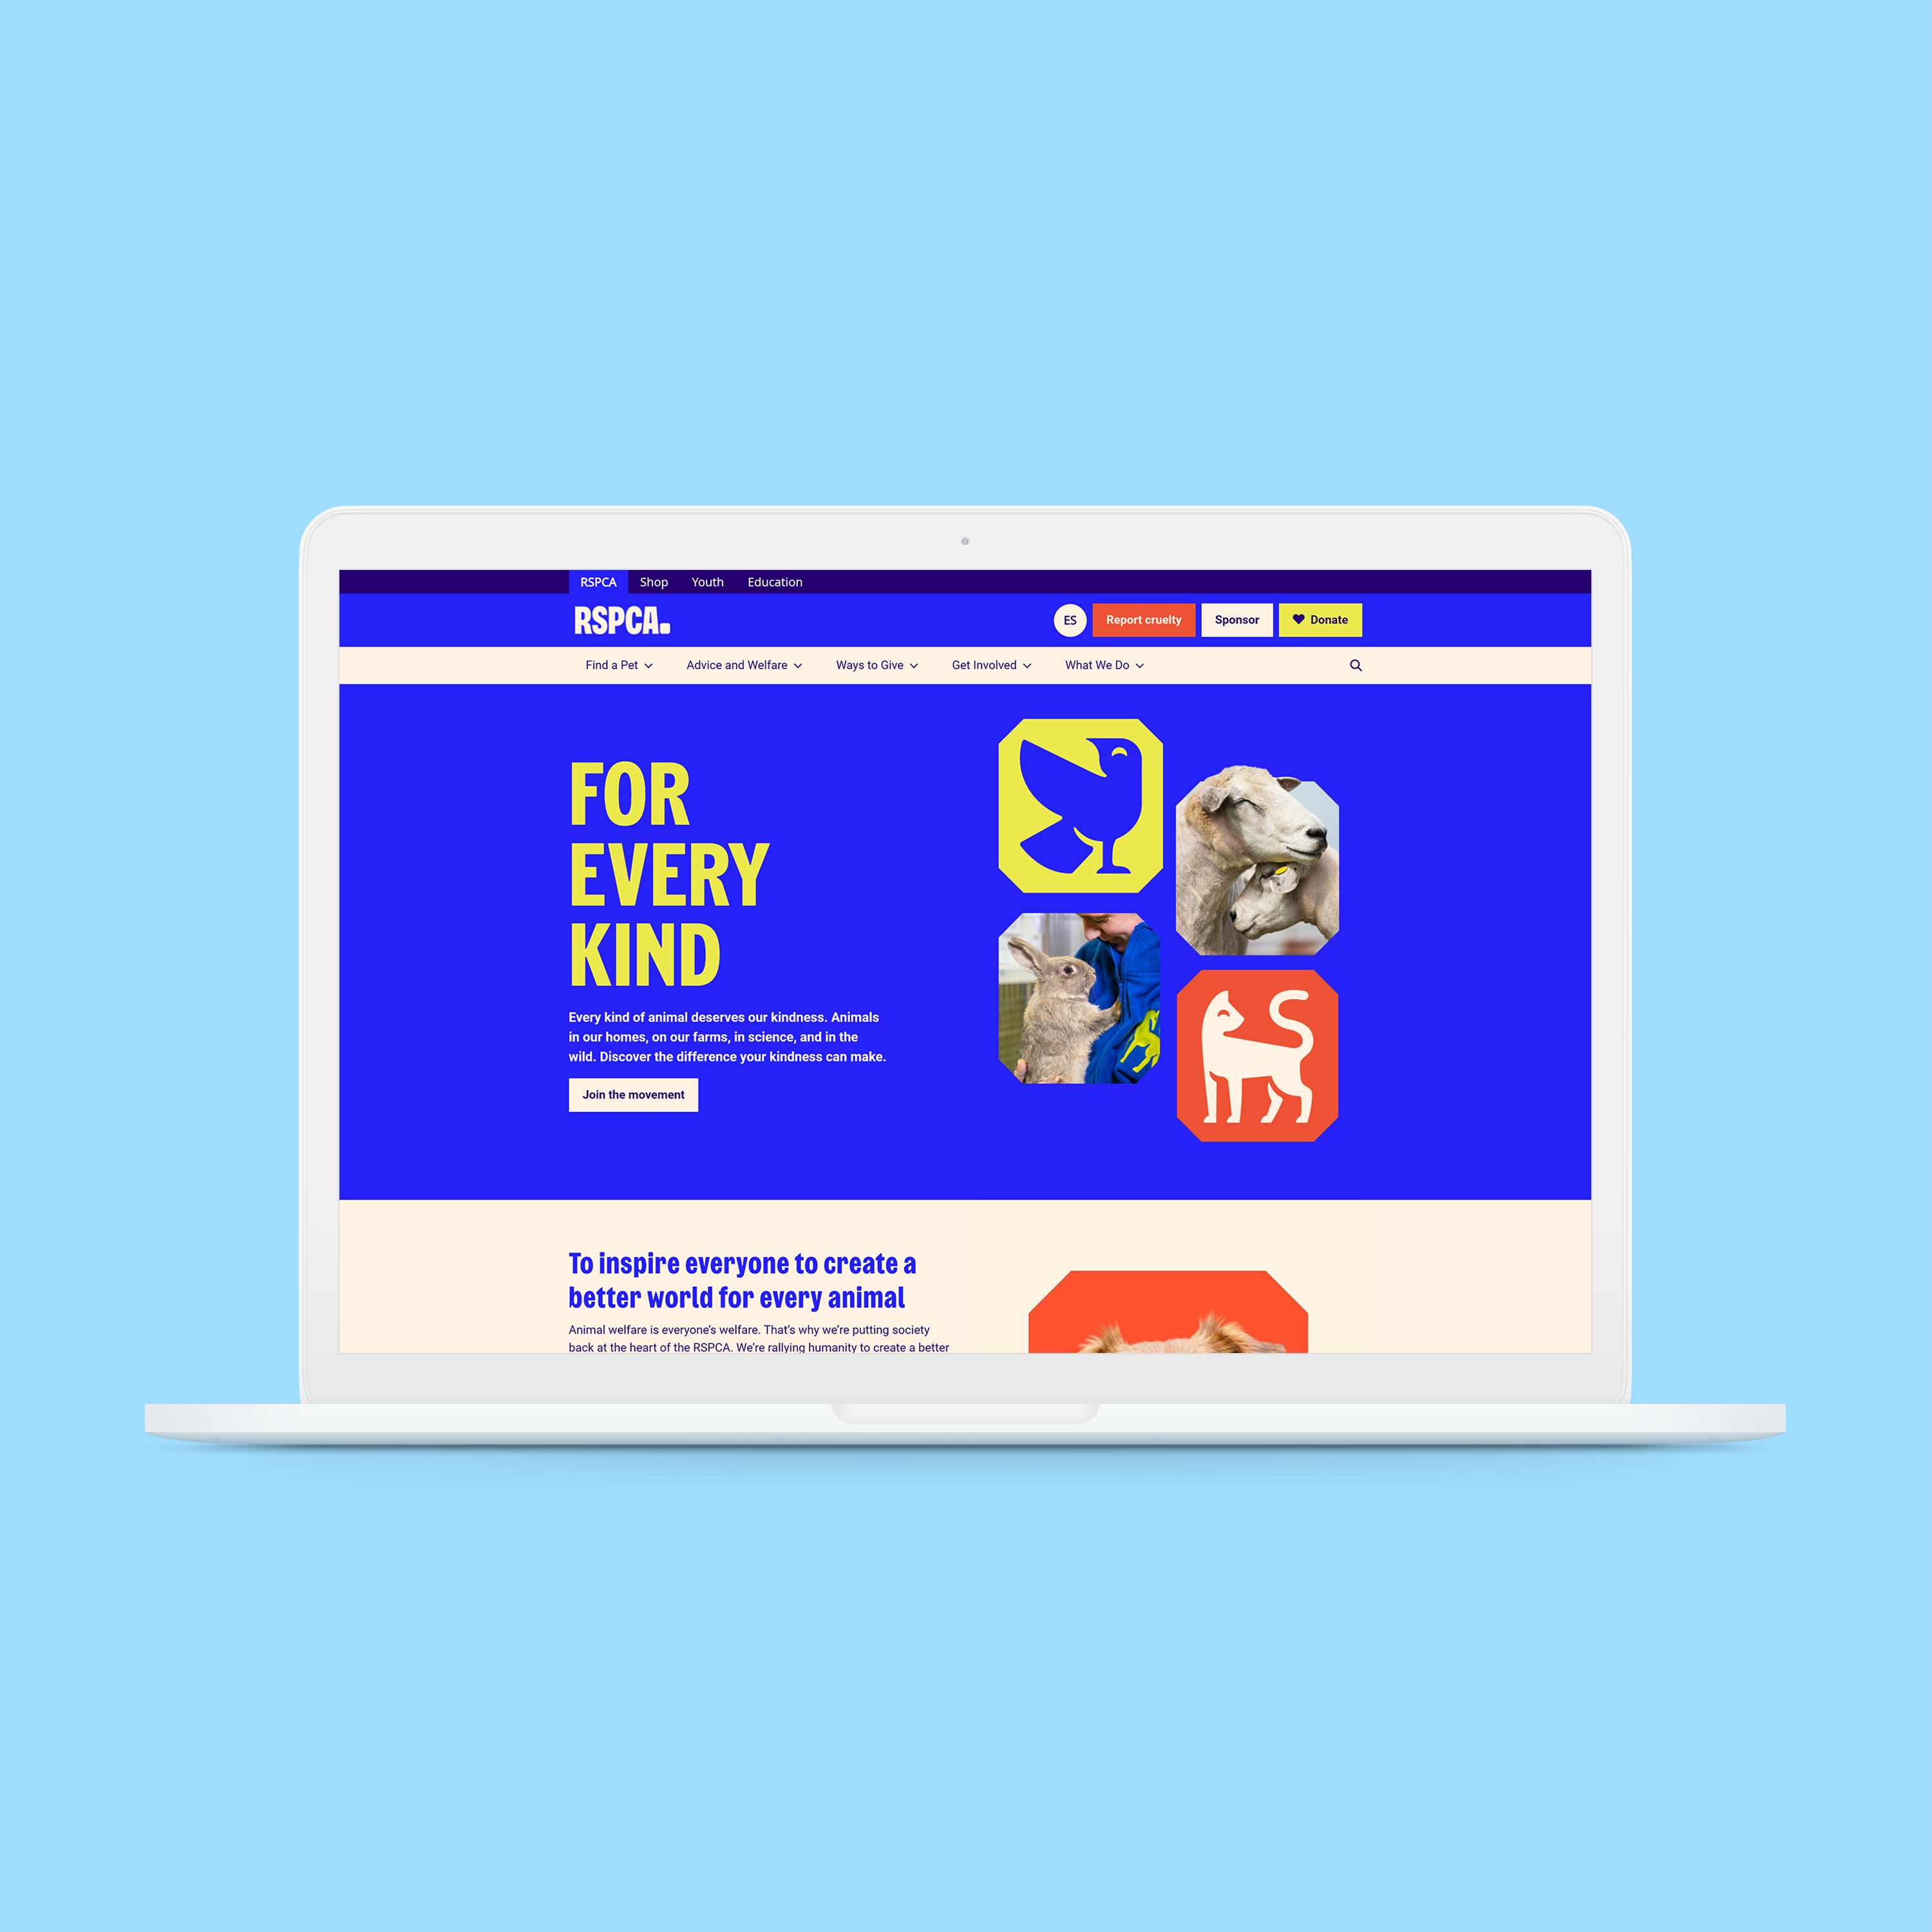 RSPCA Shop Youth Education
RSPCA. ES Report cruelty Sponsor Donate
Find a Pet Advice and Welfare Ways to Give Get Involved What We Do
FOR
EVERY
KIND
Every kind of animal deserves our kindness. Animals
in our homes, on our farms, in science, and in the
wild. Discover the difference your kindness can make.
Join the movement
To inspire everyone to create a
better world for every animal
Animal welfare is everyone’s welfare. That’s why we’re putting society
back at the heart of the RSPCA. We’re rallying humanity to create a better